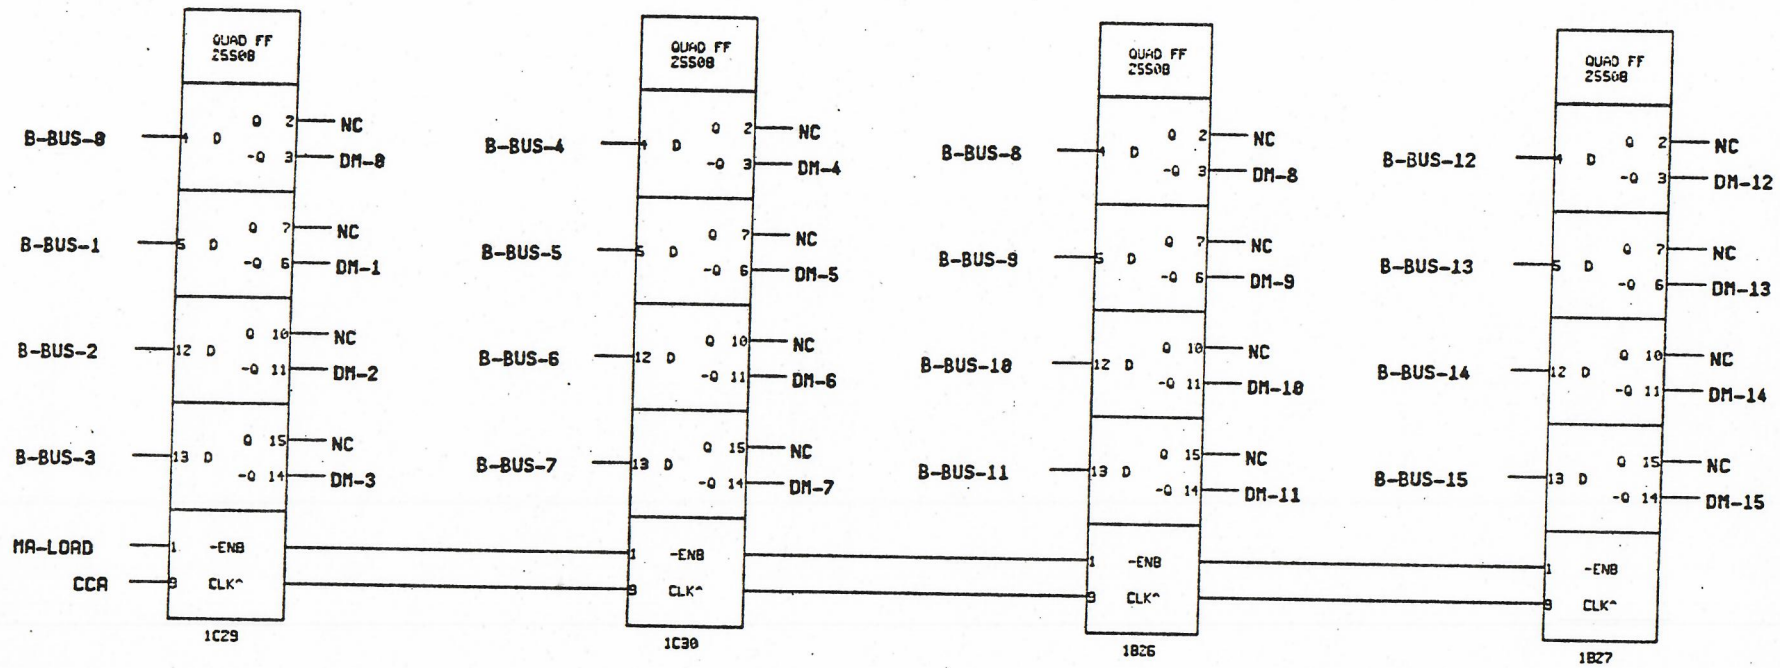 QUAD FF
25S08
B-BUS-0
4 D Q 2 NC
-Q 3 DM-0
B-BUS-1
5 D Q 7 NC
-Q 6 DM-1
B-BUS-2
12 D Q 10 NC
-Q 11 DM-2
B-BUS-3
13 D Q 15 NC
-Q 14 DM-3
MA-LOAD 1 -ENB
CCA 9 CLK^
1C29
QUAD FF
25S08
B-BUS-4
4 D Q 2 NC
-Q 3 DM-4
B-BUS-5
5 D Q 7 NC
-Q 6 DM-5
B-BUS-6
12 D Q 10 NC
-Q 11 DM-6
B-BUS-7
13 D Q 15 NC
-Q 14 DM-7
1 -ENB
9 CLK^
1C30
QUAD FF
25S08
B-BUS-8
4 D Q 2 NC
-Q 3 DM-8
B-BUS-9
5 D Q 7 NC
-Q 6 DM-9
B-BUS-10
12 D Q 10 NC
-Q 11 DM-10
B-BUS-11
13 D Q 15 NC
-Q 14 DM-11
1 -ENB
9 CLK^
1B26
QUAD FF
25S08
B-BUS-12
4 D Q 2 NC
-Q 3 DM-12
B-BUS-13
5 D Q 7 NC
-Q 6 DM-13
B-BUS-14
12 D Q 10 NC
-Q 11 DM-14
B-BUS-15
13 D Q 15 NC
-Q 14 DM-15
1 -ENB
9 CLK^
1B27